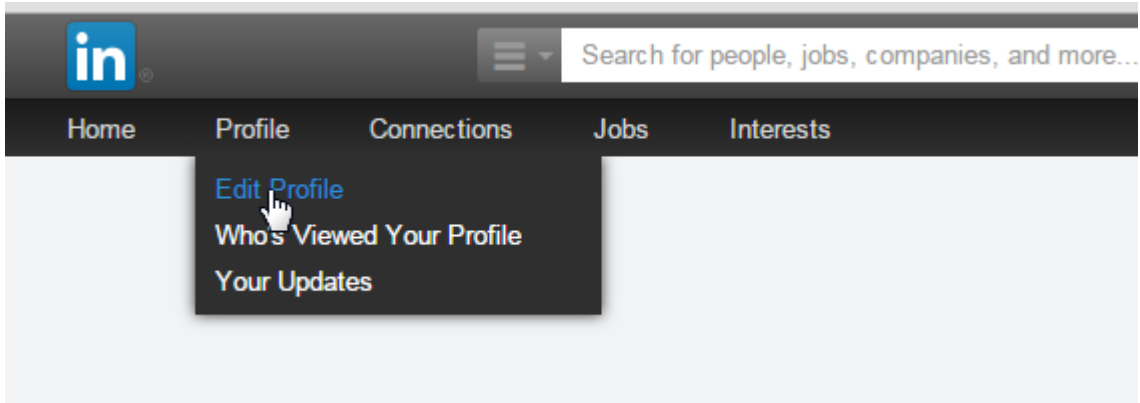 in®
Search for people, jobs, companies, and more...
Home Profile Connections Jobs Interests
Edit Profile
Who's Viewed Your Profile
Your Updates